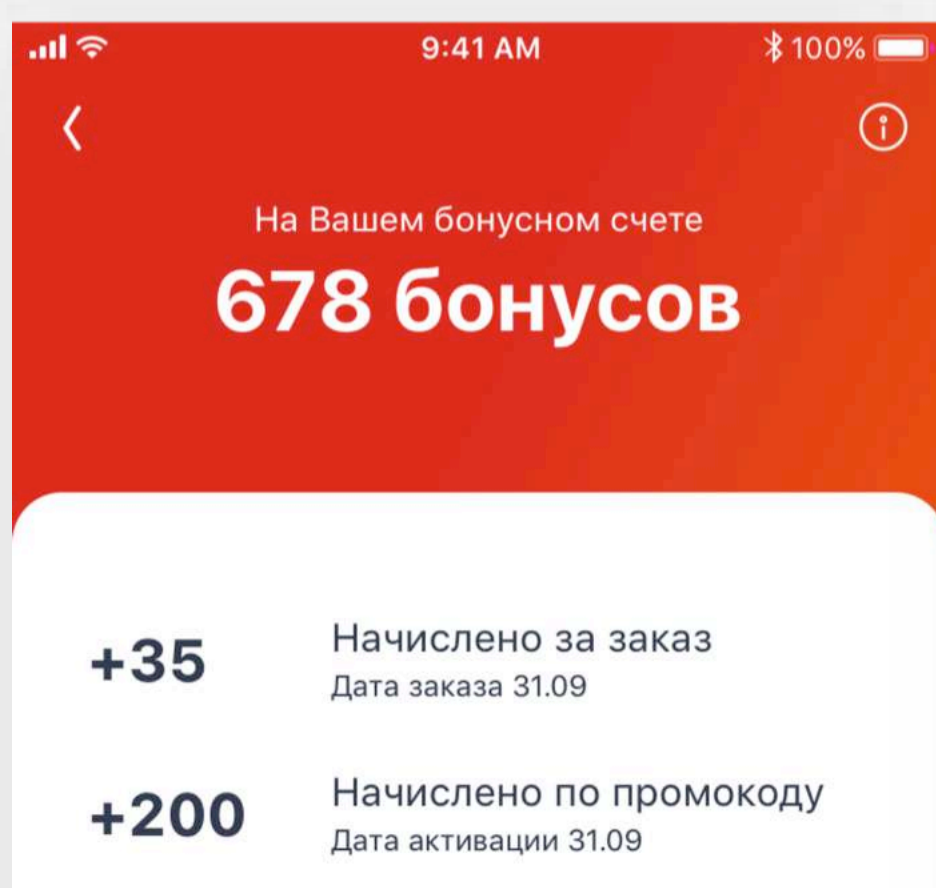 9:41 AM 100%
На Вашем бонусном счете
678 бонусов
+35 Начислено за заказ
Дата заказа 31.09
+200 Начислено по промокоду
Дата активации 31.09